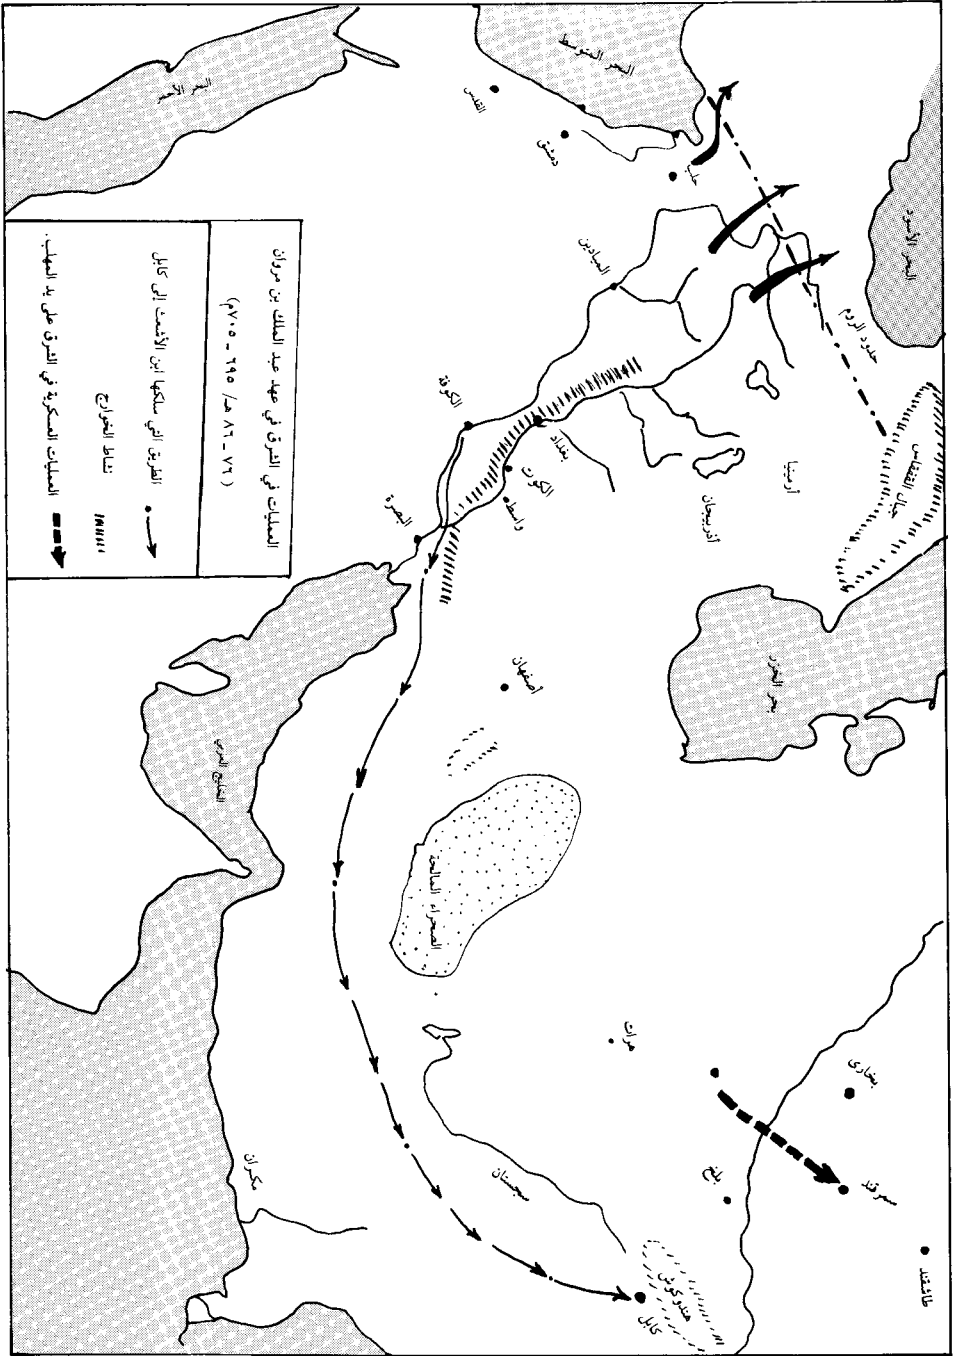 العمليات في الشرق في عهد عبد الملك بن مروان
(٧٦ – ٨٦ هـ/ ٦٩٥ – ٧٠٥م)
الطريق التي سلكها ابن الأشعث إلى كابل
نشاط الخوارج
العمليات العسكرية في الشرق على يد المهلب.
البحر الأسود
جبال القفقاس
حدود الروم
بحر الخزر
أرمينيا
أذربيجان
البحر المتوسط
حلب
دمشق
القدس
البحر الأحمر
الميادين
بغداد
الكوت
واسط
الكوفة
البصرة
أصفهان
الخليج العربي
الصحراء المالحة
هرات
بخارى
سمرقند
طاشقند
بلخ
سجستان
هندوكوش
كابل
مكران